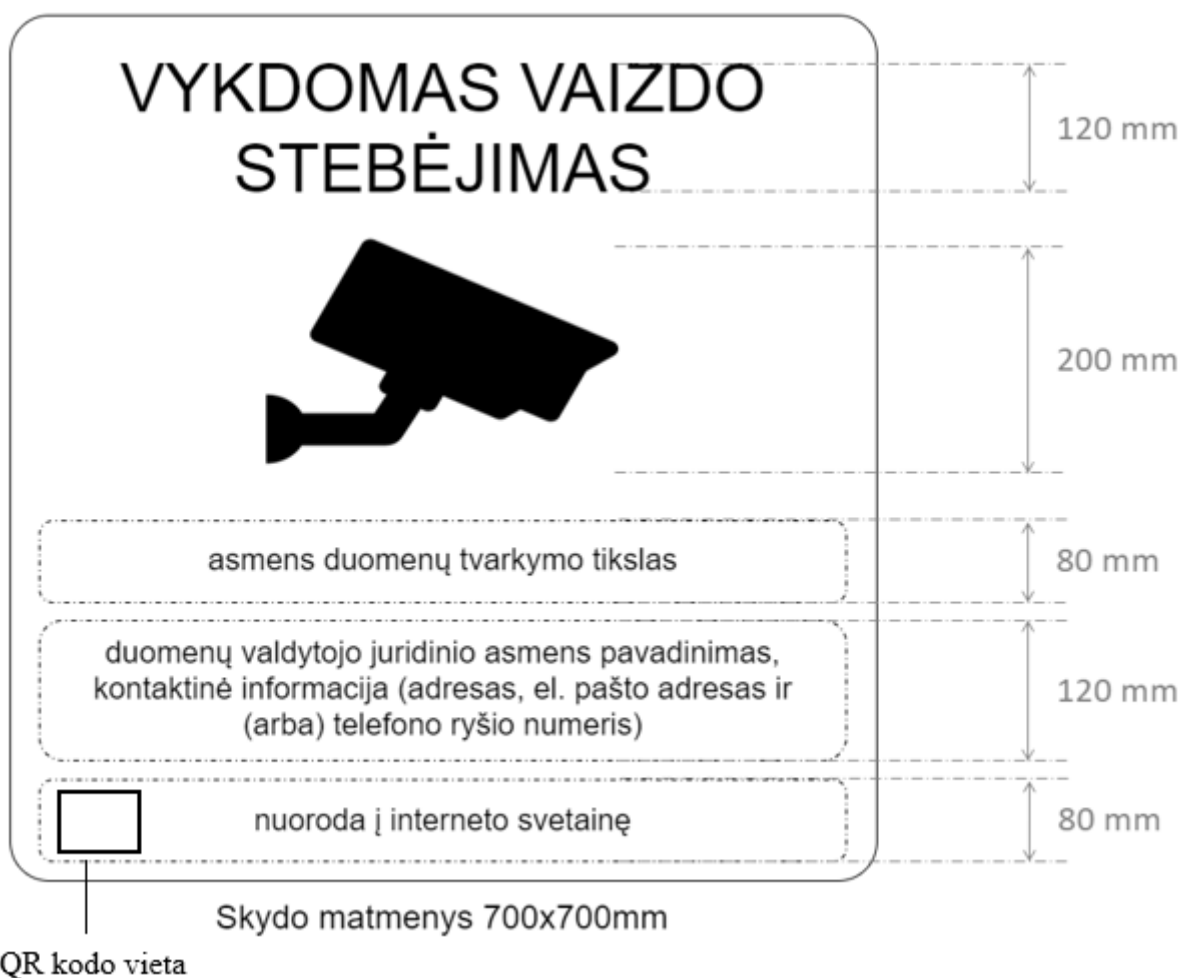 VYKDOMAS VAIZDO
STEBĖJIMAS
120 mm
200 mm
asmens duomenų tvarkymo tikslas
80 mm
duomenų valdytojo juridinio asmens pavadinimas,
kontaktinė informacija (adresas, el. pašto adresas ir
(arba) telefono ryšio numeris)
120 mm
nuoroda į interneto svetainę
80 mm
Skydo matmenys 700x700mm
QR kodo vieta